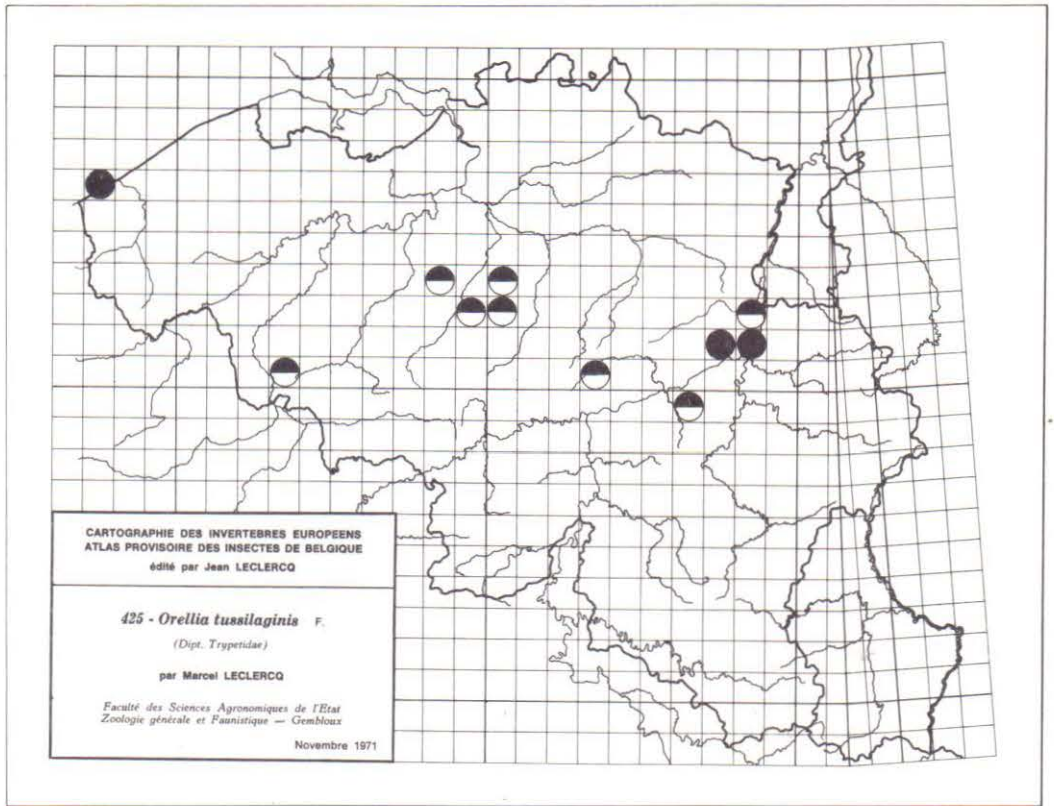 CARTOGRAPHIE DES INVERTEBRES EUROPEENS
ATLAS PROVISOIRE DES INSECTES DE BELGIQUE
édité par Jean LECLERCQ
425 - Orellia tussilaginis F.
(Dipt. Trypetidae)
par Marcel LECLERCQ
Faculté des Sciences Agronomiques de l'Etat
Zoologie générale et Faunistique — Gembloux
Novembre 1971